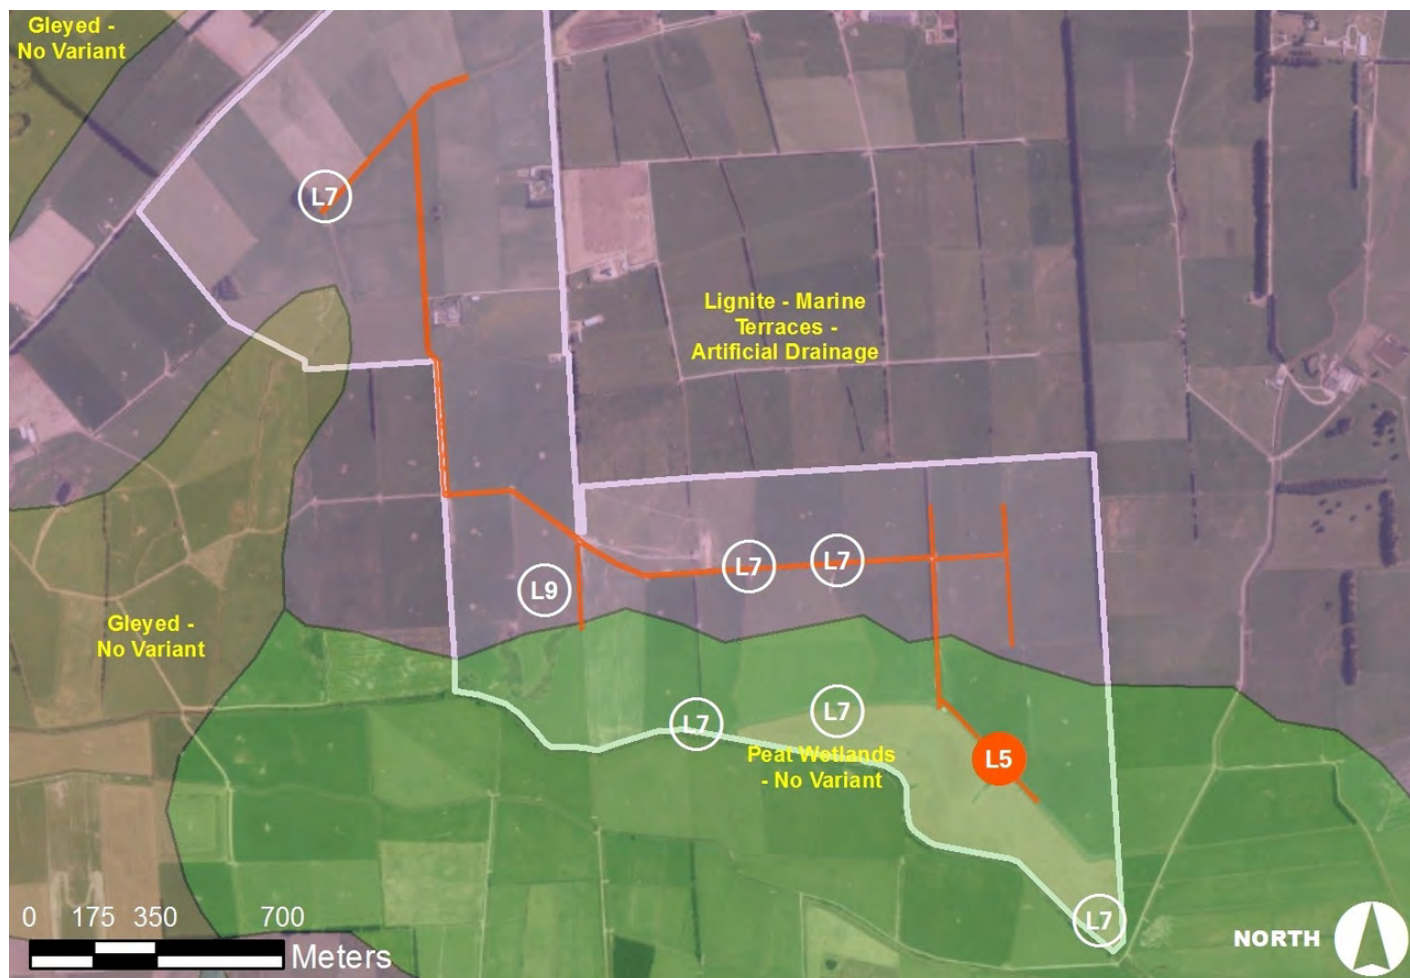 Gleyed -
No Variant
L7
Lignite - Marine
Terraces -
Artificial Drainage
L7
L7
L9
Gleyed -
No Variant
L7
L7
Peat Wetlands
- No Variant
L5
L7
0 175 350 700
Meters
NORTH